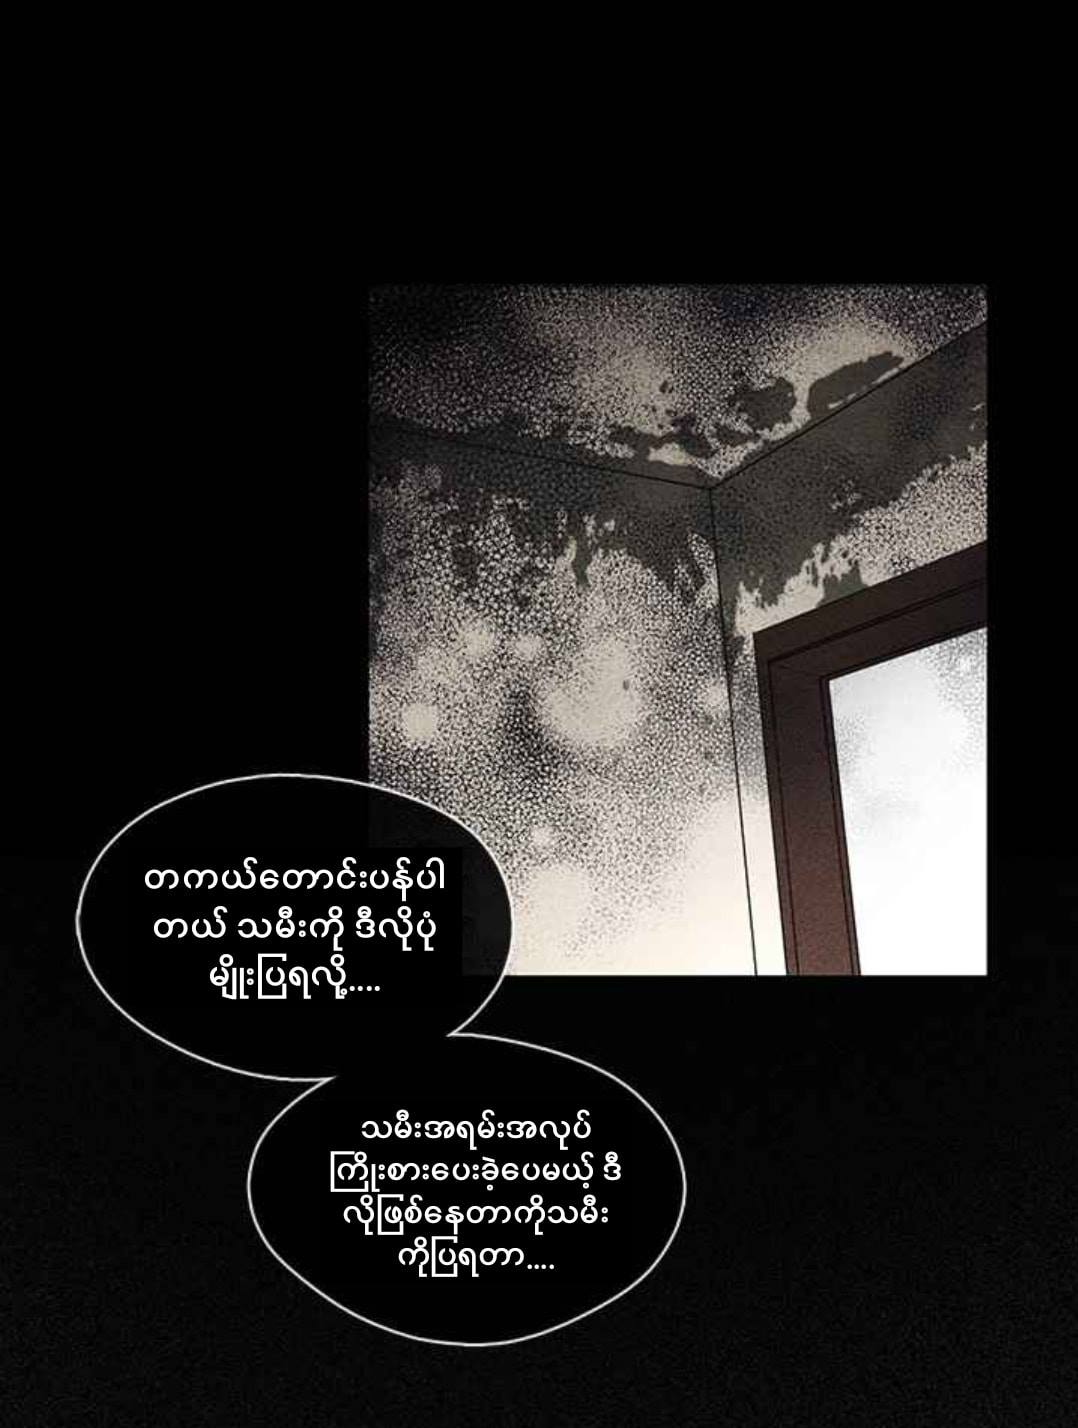 တကယ်တောင်းပန်ပါ
တယ် သမီးကို ဒီလိုပုံ
မျိုးပြရလို့....
သမီးအရမ်းအလုပ်
ကြိုးစားပေးခဲ့ပေမယ့် ဒီ
လိုဖြစ်နေတာကိုသမီး
ကိုပြရတာ....